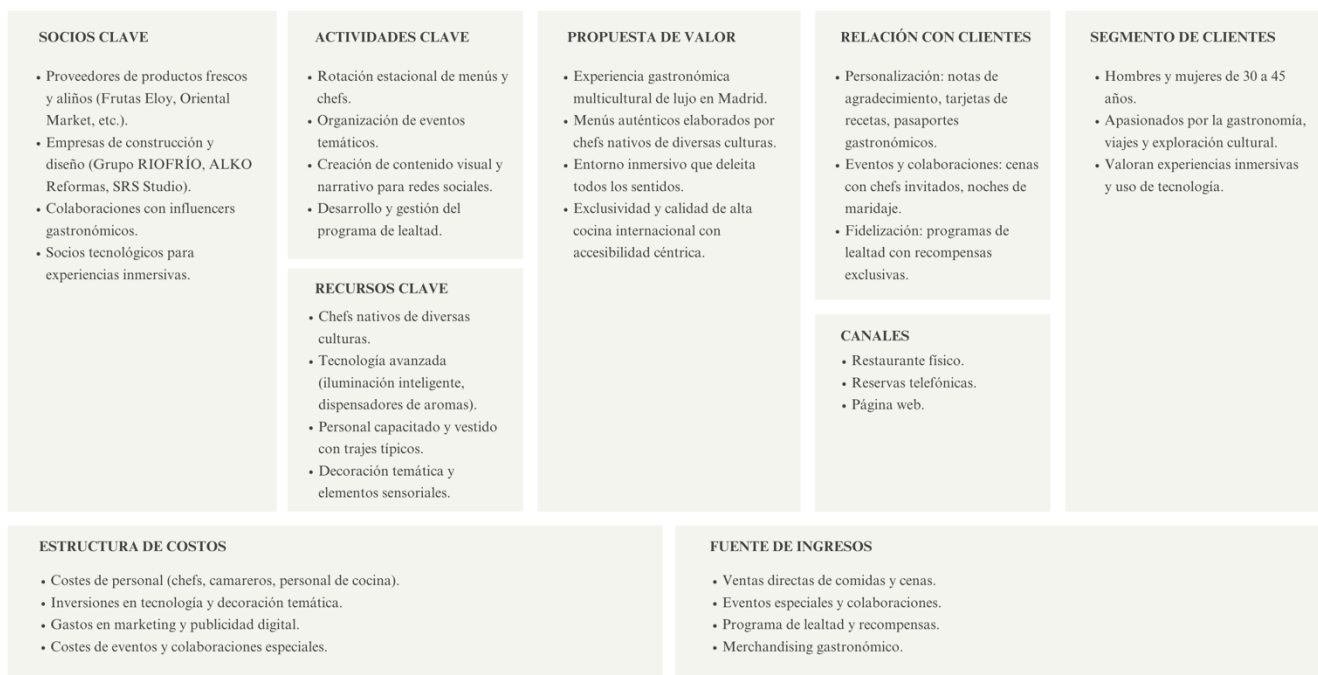 SOCIOS CLAVE
• Proveedores de productos frescos
y aliños (Frutas Eloy, Oriental
Market, etc.).
• Empresas de construcción y
diseño (Grupo RIOFRÍO, ALKO
Reformas, SRS Studio).
• Colaboraciones con influencers
gastronómicos.
• Socios tecnológicos para
experiencias inmersivas.
ACTIVIDADES CLAVE
• Rotación estacional de menús y
chefs.
• Organización de eventos
temáticos.
• Creación de contenido visual y
narrativo para redes sociales.
• Desarrollo y gestión del
programa de lealtad.
RECURSOS CLAVE
• Chefs nativos de diversas
culturas.
• Tecnología avanzada
(iluminación inteligente,
dispensadores de aromas).
• Personal capacitado y vestido
con trajes típicos.
• Decoración temática y
elementos sensoriales.
PROPUESTA DE VALOR
• Experiencia gastronómica
multicultural de lujo en Madrid.
• Menús auténticos elaborados por
chefs nativos de diversas culturas.
• Entorno inmersivo que deleita
todos los sentidos.
• Exclusividad y calidad de alta
cocina internacional con
accesibilidad céntrica.
RELACIÓN CON CLIENTES
• Personalización: notas de
agradecimiento, tarjetas de
recetas, pasaportes
gastronómicos.
• Eventos y colaboraciones: cenas
con chefs invitados, noches de
maridaje.
• Fidelización: programas de
lealtad con recompensas
exclusivas.
CANALES
• Restaurante físico.
• Reservas telefónicas.
• Página web.
SEGMENTO DE CLIENTES
• Hombres y mujeres de 30 a 45
años.
• Apasionados por la gastronomía,
viajes y exploración cultural.
• Valoran experiencias inmersivas
y uso de tecnología.
ESTRUCTURA DE COSTOS
• Costes de personal (chefs, camareros, personal de cocina).
• Inversiones en tecnología y decoración temática.
• Gastos en marketing y publicidad digital.
• Costes de eventos y colaboraciones especiales.
FUENTE DE INGRESOS
• Ventas directas de comidas y cenas.
• Eventos especiales y colaboraciones.
• Programa de lealtad y recompensas.
• Merchandising gastronómico.